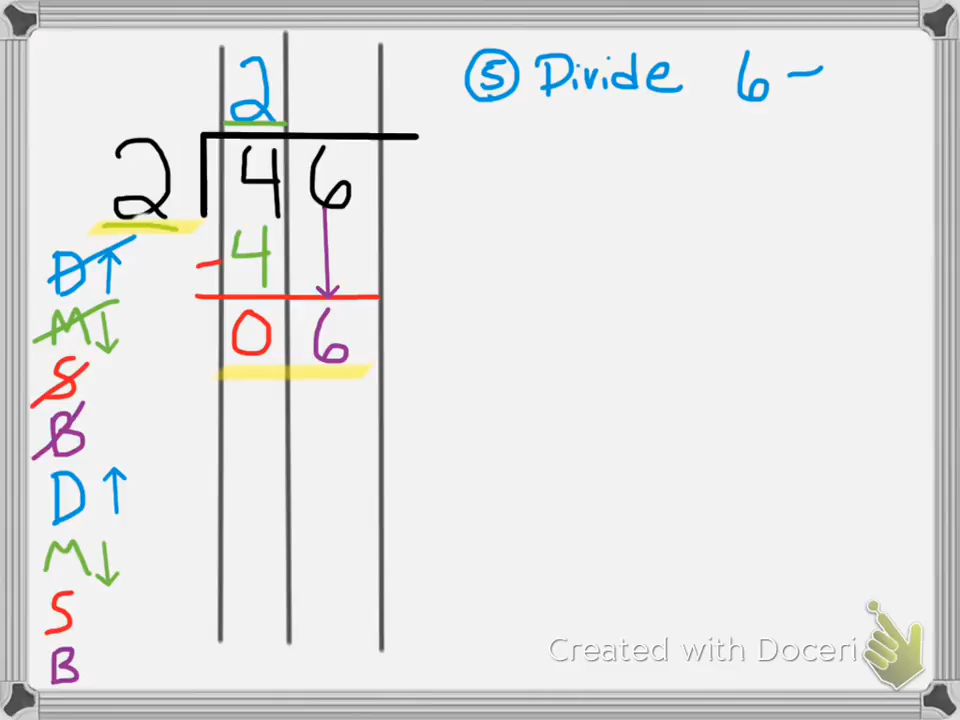 ⑤ Divide 6 -
2
2 4 6
D↑ - 4
M↓ 0 6
S
B
D↑
M↓
S
B
Created with Doceri